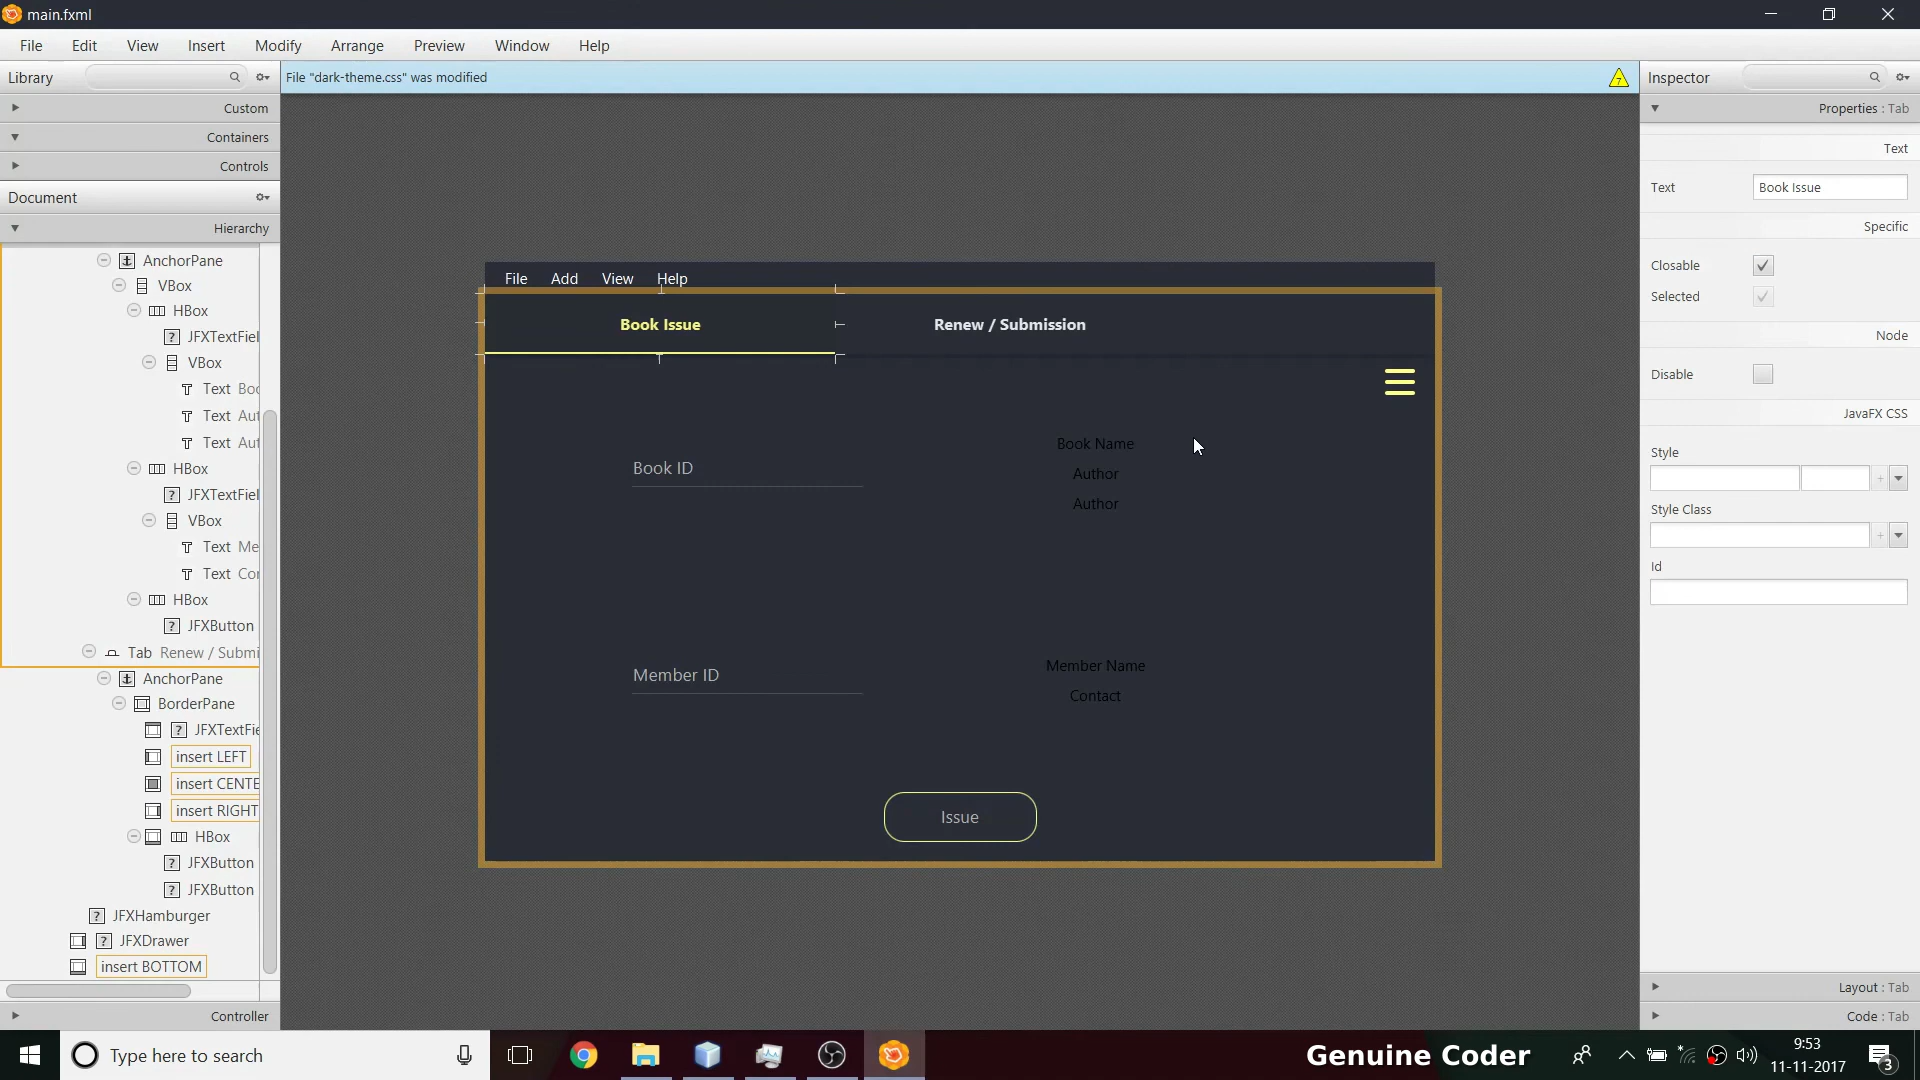 main.fxml
File Edit View Insert Modify Arrange Preview Window Help
Library
File "dark-theme.css" was modified
7
Inspector
Custom
Properties : Tab
Containers
Controls
Text
Text Book Issue
Document
Hierarchy
Specific
AnchorPane
VBox
HBox
JFXTextFiel
VBox
Text Boo
Text Aut
Text Aut
HBox
JFXTextFiel
VBox
Text Me
Text Con
HBox
JFXButton
Tab Renew / Submi
AnchorPane
BorderPane
JFXTextFie
insert LEFT
insert CENTE
insert RIGHT
HBox
JFXButton
JFXButton
JFXHamburger
JFXDrawer
insert BOTTOM
Controller
File Add View Help
Book Issue
Renew / Submission
Book ID
Book Name
Author
Author
Member ID
Member Name
Contact
Issue
Closable
Selected
Node
Disable
JavaFX CSS
Style
Style Class
Id
Layout : Tab
Code : Tab
Type here to search
Genuine Coder
9:53
11-11-2017
3